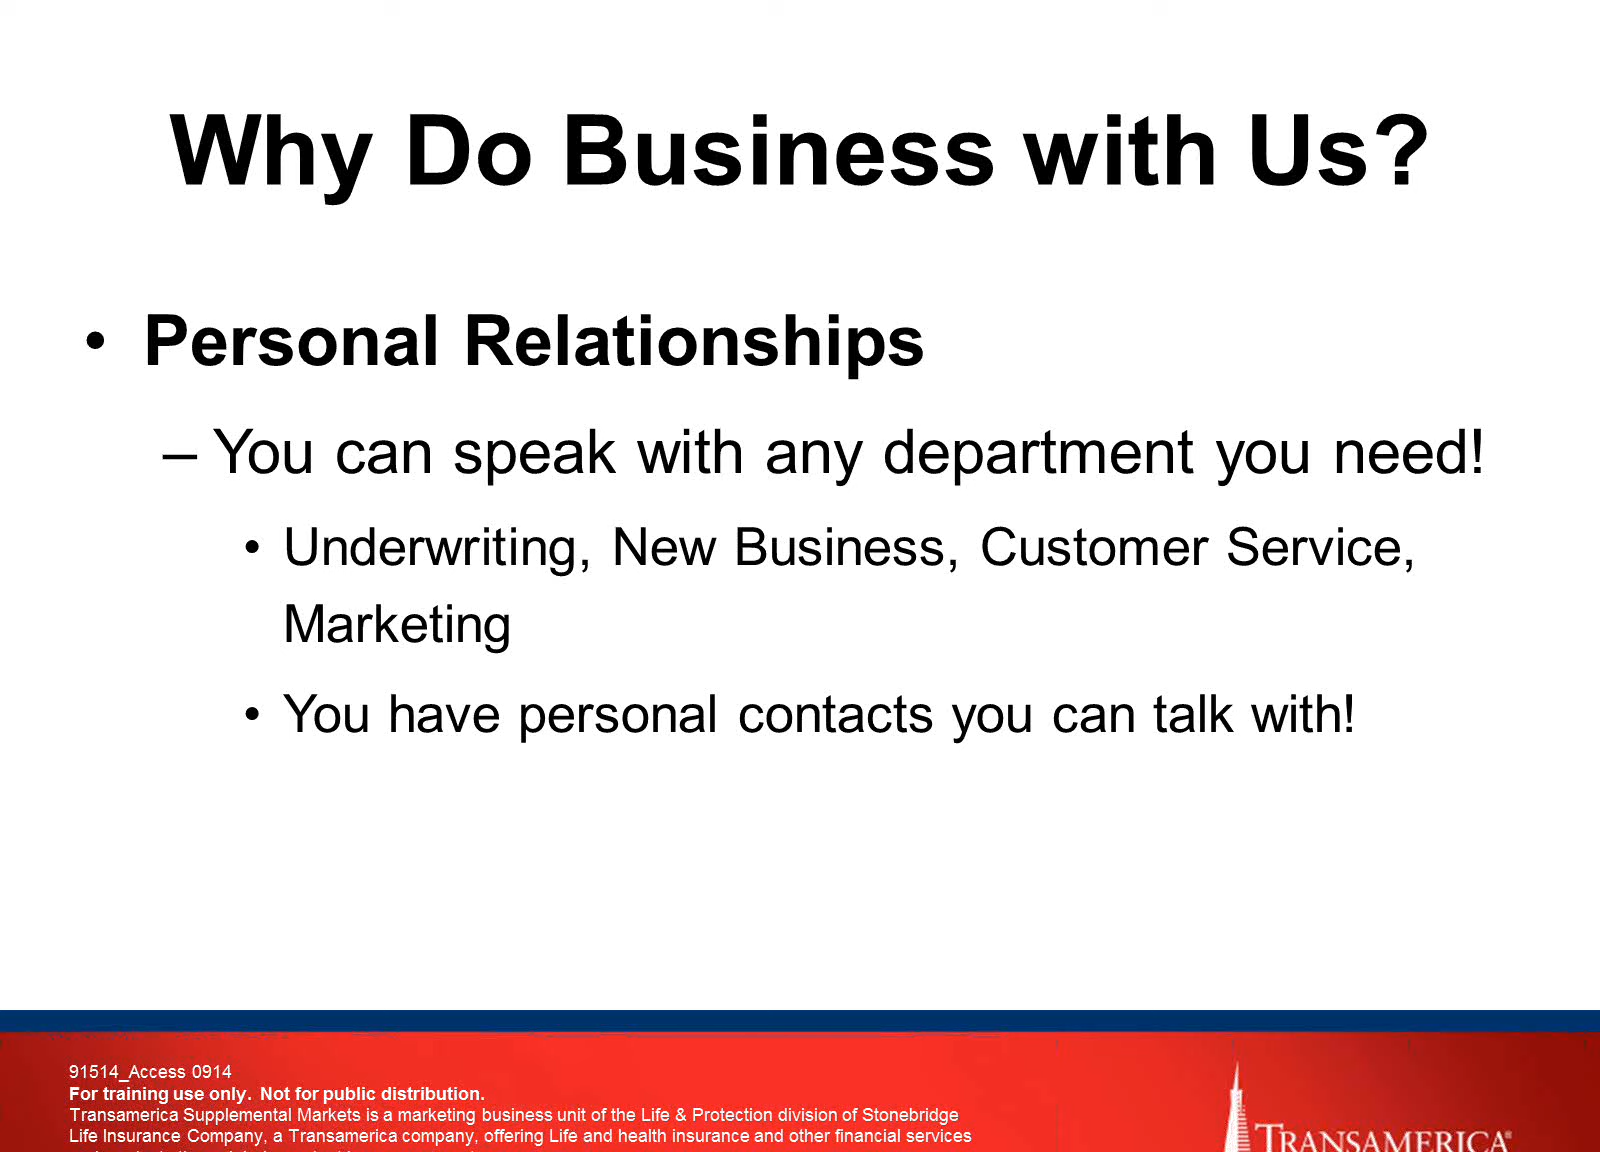 Why Do Business with Us?
• Personal Relationships
– You can speak with any department you need!
• Underwriting, New Business, Customer Service,
Marketing
• You have personal contacts you can talk with!
91514_Access 0914
For training use only. Not for public distribution.
Transamerica Supplemental Markets is a marketing business unit of the Life & Protection division of Stonebridge
Life Insurance Company, a Transamerica company, offering Life and health insurance and other financial services
TRANSAMERICA®